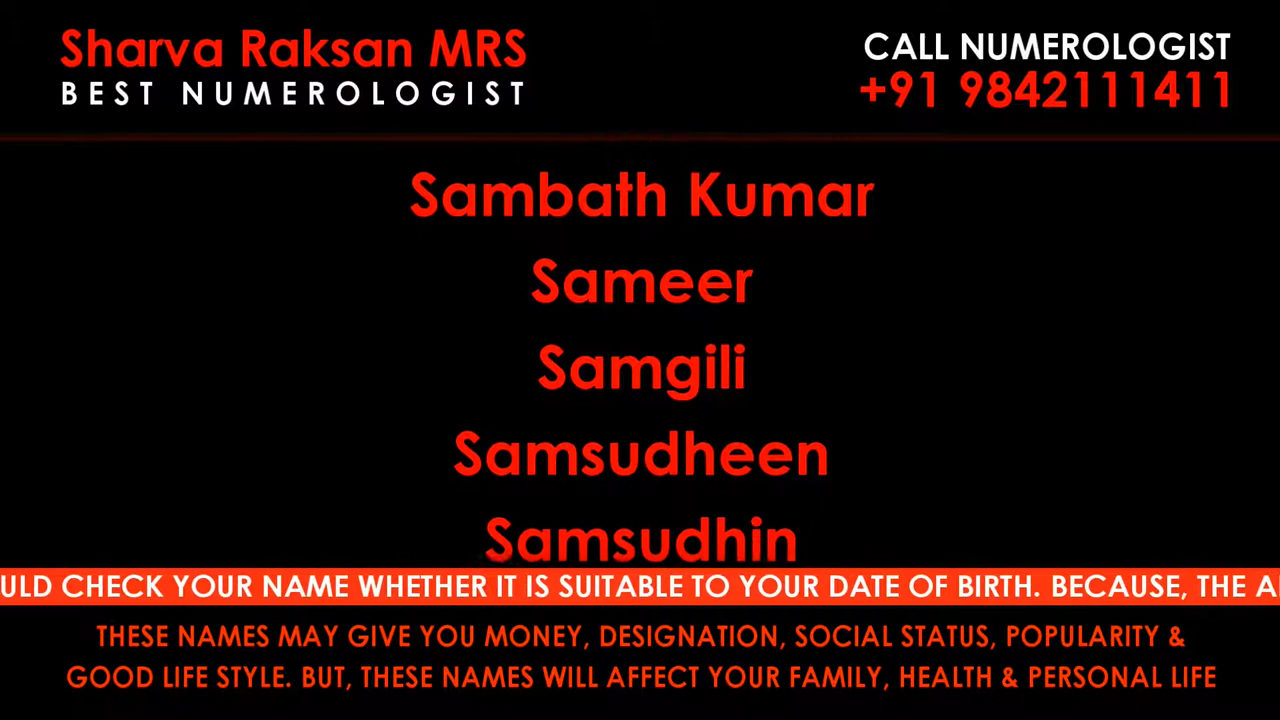 Sharva Raksan MRS
BEST NUMEROLOGIST
CALL NUMEROLOGIST
+91 9842111411
Sambath Kumar
Sameer
Samgili
Samsudheen
Samsudhin
CHECK YOUR NAME WHETHER IT IS SUITABLE TO YOUR DATE OF BIRTH. BECAUSE, THE
THESE NAMES MAY GIVE YOU MONEY, DESIGNATION, SOCIAL STATUS, POPULARITY &
GOOD LIFE STYLE. BUT, THESE NAMES WILL AFFECT YOUR FAMILY, HEALTH & PERSONAL LIFE